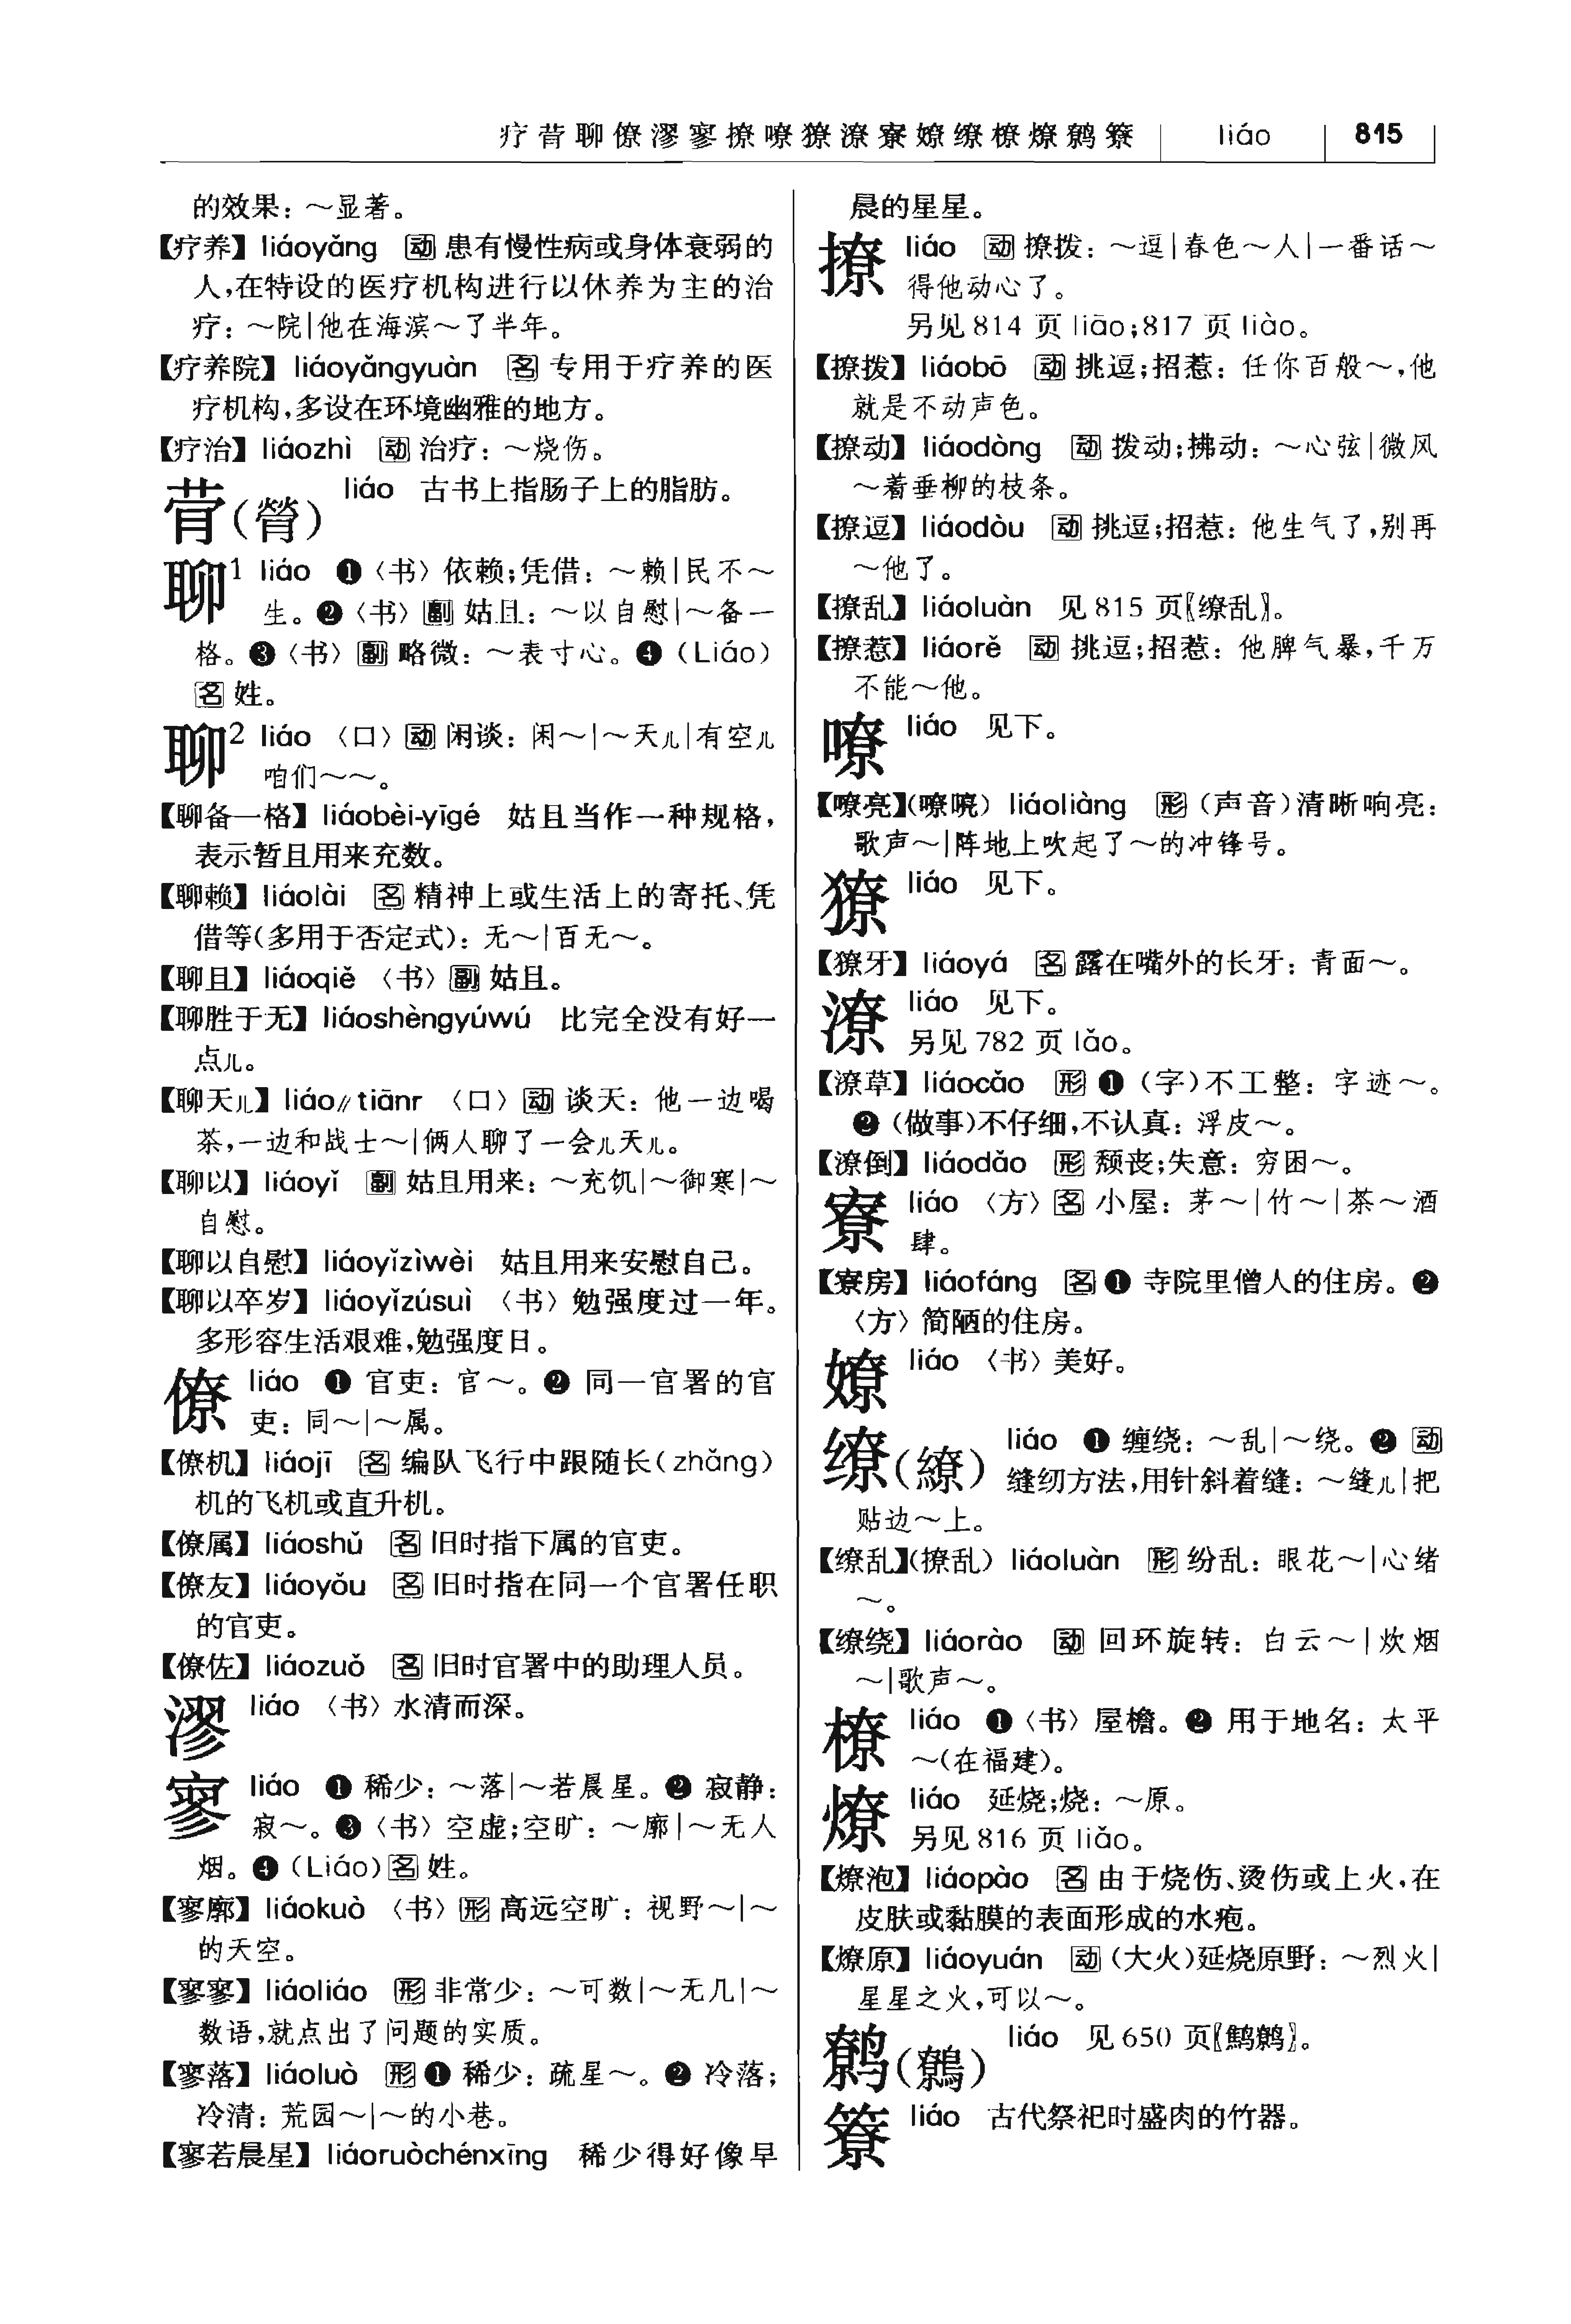 疗膋聊僚漻寥撩嘹獠潦寮嫽缭橑燎鹩簝 liáo 815
的效果：～显著。
【疗养】liáoyǎng 动 患有慢性病或身体衰弱的
人，在特设的医疗机构进行以休养为主的治
疗：～院|他在海滨～了半年。
【疗养院】liáoyǎngyuàn 名 专用于疗养的医
疗机构，多设在环境幽雅的地方。
【疗治】liáozhì 动 治疗：～烧伤。
(膋) liáo 古书上指肠子上的脂肪。
聊1 liáo ❶〈书〉依赖；凭借：～赖|民不～
生。❷〈书〉副 姑且：～以自慰|～备一
格。❸〈书〉副 略微：～表寸心。❹（Liáo）
名 姓。
聊2 liáo 〈口〉动 闲谈：闲～|～天儿|有空儿
咱们～～。
【聊备一格】liáobèi-yīgé 姑且当作一种规格，
表示暂且用来充数。
【聊赖】liáolài 名 精神上或生活上的寄托、凭
借等（多用于否定式）：无～|百无～。
【聊且】liáoqiě 〈书〉副 姑且。
【聊胜于无】liáoshèngyúwú 比完全没有好一
点儿。
【聊天儿】liáo∥tiānr 〈口〉动 谈天：他一边喝
茶，一边和战士～|俩人聊了一会儿天儿。
【聊以】liáoyǐ 副 姑且用来：～充饥|～御寒|～
自慰。
【聊以自慰】liáoyǐzìwèi 姑且用来安慰自己。
【聊以卒岁】liáoyǐzúsuì 〈书〉勉强度过一年。
多形容生活艰难，勉强度日。
僚 liáo ❶ 官吏：官～。❷ 同一官署的官
吏：同～|～属。
【僚机】liáojī 名 编队飞行中跟随长（zhǎng）
机的飞机或直升机。
【僚属】liáoshǔ 名 旧时指下属的官吏。
【僚友】liáoyǒu 名 旧时指在同一个官署任职
的官吏。
【僚佐】liáozuǒ 名 旧时官署中的助理人员。
漻 liáo 〈书〉水清而深。
寥 liáo ❶ 稀少：～落|～若晨星。❷ 寂静：
寂～。❸〈书〉空虚；空旷：～廓|～无人
烟。❹（Liáo）名 姓。
【寥廓】liáokuò 〈书〉形 高远空旷：视野～|～
的天空。
【寥寥】liáoliáo 形 非常少：～可数|～无几|～
数语，就点出了问题的实质。
【寥落】liáoluò 形 ❶ 稀少：疏星～。❷ 冷落；
冷清：荒园～|～的小巷。
【寥若晨星】liáoruòchénxīng 稀少得好像早
晨的星星。
撩 liáo 动 撩拨：～逗|春色～人|一番话～
得他动心了。
另见814页 liāo；817页 liào。
【撩拨】liáobō 动 挑逗；招惹：任你百般～，他
就是不动声色。
【撩动】liáodòng 动 拨动；拂动：～心弦|微风
～着垂柳的枝条。
【撩逗】liáodòu 动 挑逗；招惹：他生气了，别再
～他了。
【撩乱】liáoluàn 见815页〖缭乱〗。
【撩惹】liáorě 动 挑逗；招惹：他脾气暴，千万
不能～他。
嘹 liáo 见下。
【嘹亮】（嘹喨）liáoliàng 形（声音）清晰响亮：
歌声～|阵地上吹起了～的冲锋号。
獠 liáo 见下。
【獠牙】liáoyá 名 露在嘴外的长牙：青面～。
潦 liáo 见下。
另见782页 lǎo。
【潦草】liáocǎo 形 ❶（字）不工整：字迹～。
❷（做事）不仔细，不认真：浮皮～。
【潦倒】liáodǎo 形 颓丧；失意：穷困～。
寮 liáo 〈方〉名 小屋：茅～|竹～|茶～酒
肆。
【寮房】liáofáng 名 ❶ 寺院里僧人的住房。❷
〈方〉简陋的住房。
嫽 liáo 〈书〉美好。
缭（繚） liáo ❶ 缠绕：～乱|～绕。❷ 动
缝纫方法，用针斜着缝：～缝儿|把
贴边～上。
【缭乱】（撩乱）liáoluàn 形 纷乱：眼花～|心绪
～。
【缭绕】liáorào 动 回环旋转：白云～|炊烟
～|歌声～。
橑 liáo ❶〈书〉屋檐。❷ 用于地名：太平
～（在福建）。
燎 liáo 延烧；烧：～原。
另见816页 liǎo。
【燎泡】liáopào 名 由于烧伤、烫伤或上火，在
皮肤或黏膜的表面形成的水疱。
【燎原】liáoyuán 动（大火）延烧原野：～烈火|
星星之火，可以～。
鹩（鷯） liáo 见650页〖鹪鹩〗。
簝 liáo 古代祭祀时盛肉的竹器。